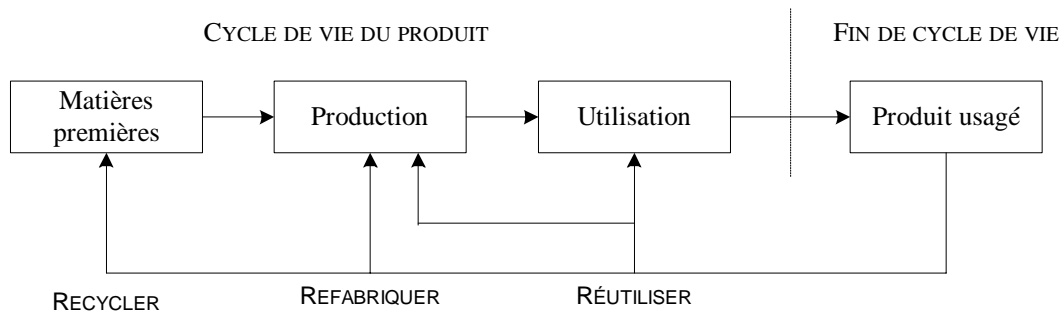 CYCLE DE VIE DU PRODUIT
FIN DE CYCLE DE VIE
Matières
premières
Production
Utilisation
Produit usagé
RECYCLER
REFABRIQUER
RÉUTILISER